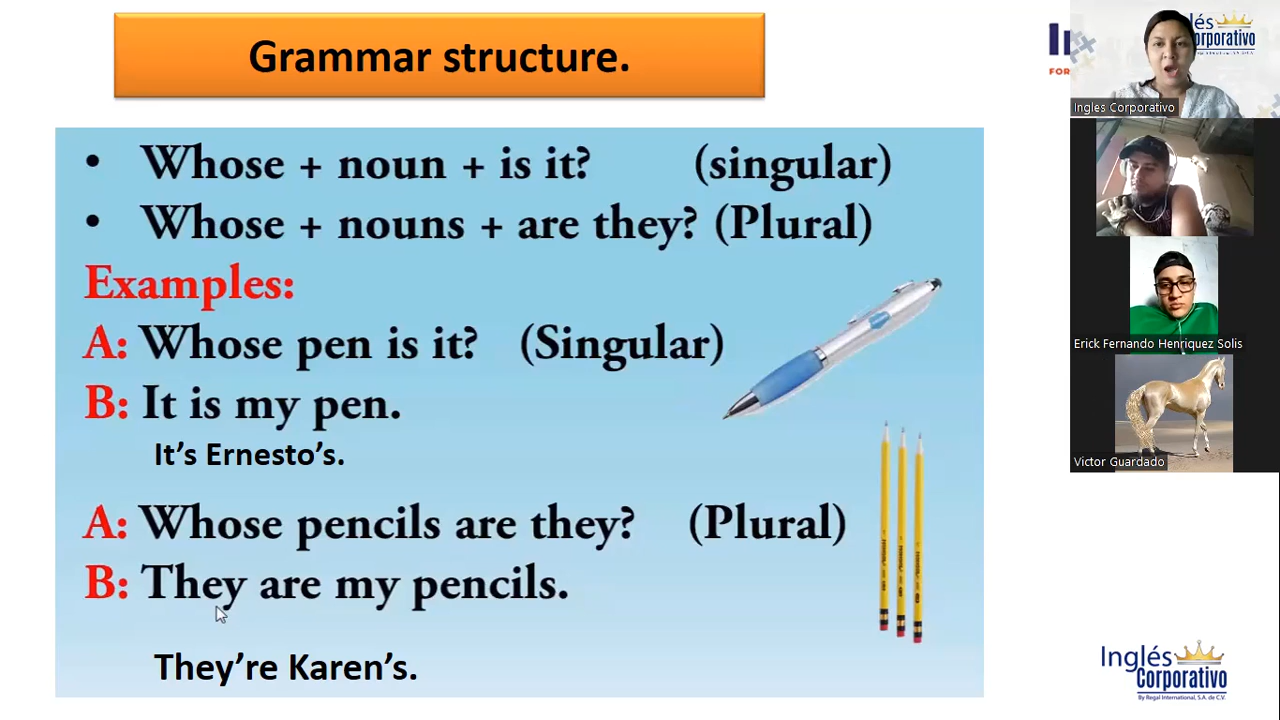 Grammar structure.
• Whose + noun + is it? (singular)
• Whose + nouns + are they? (Plural)
Examples:
A: Whose pen is it? (Singular)
B: It is my pen.
It's Ernesto's.
A: Whose pencils are they? (Plural)
B: They are my pencils.
They're Karen's.
Corporativo
Ingles Corporativo
Erick Fernando Henriquez Solis
Victor Guardado
Inglés
Corporativo
By Regal International, S.A. de C.V.